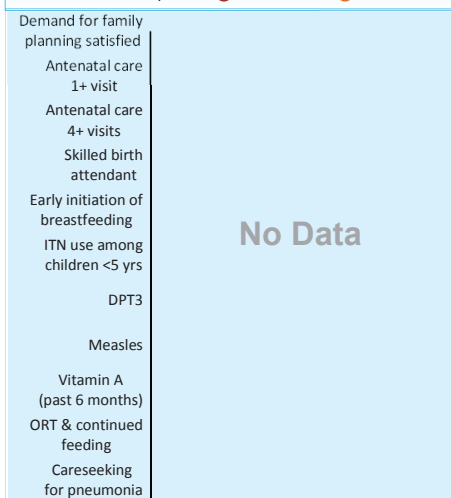 Demand for family
planning satisfied
Antenatal care
1+ visit
Antenatal care
4+ visits
Skilled birth
attendant
Early initiation of
breastfeeding
ITN use among
children <5 yrs
DPT3
Measles
Vitamin A
(past 6 months)
ORT & continued
feeding
Careseeking
for pneumonia
No Data